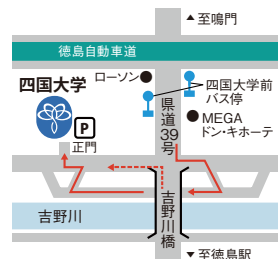 ▲至鳴門
徳島自動車道
四国大学
ローソン
四国大学前
バス停
P
県道39号
MEGA
ドン・キホーテ
正門
吉野川
吉野川橋
▼至徳島駅